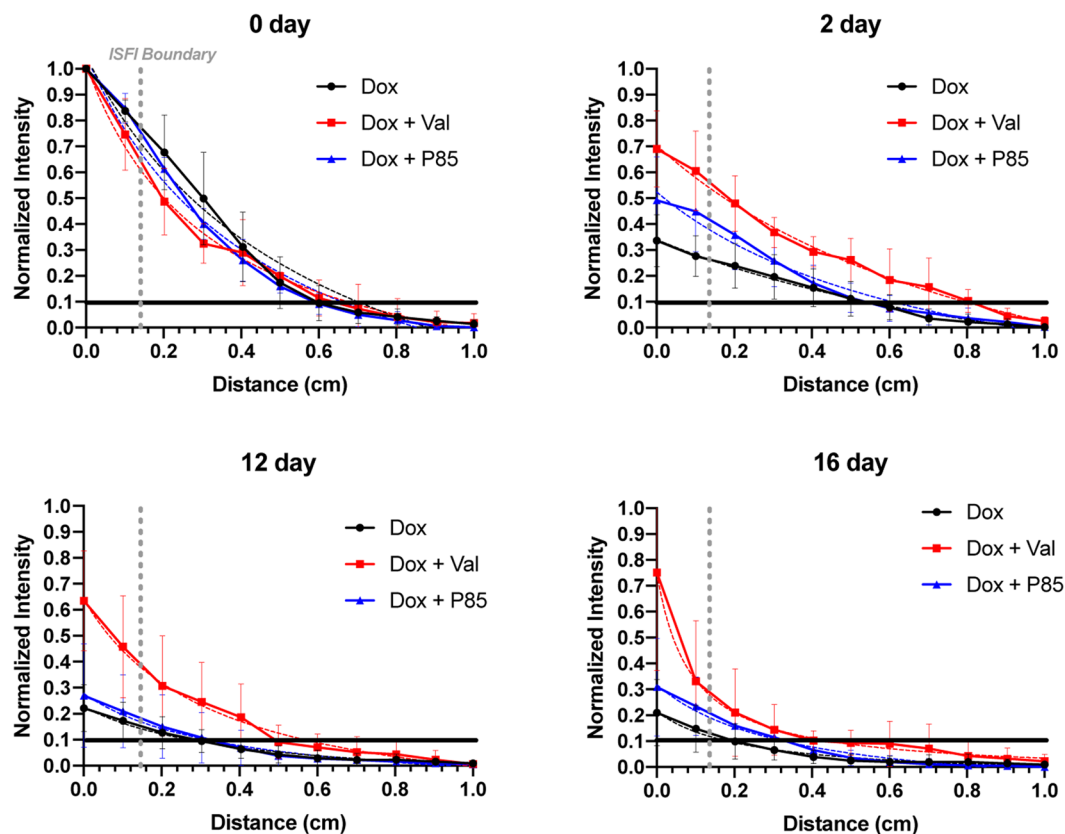 0 day
ISFI Boundary
Normalized Intensity
1.0
0.9
0.8
0.7
0.6
0.5
0.4
0.3
0.2
0.1
0.0
0.0 0.2 0.4 0.6 0.8 1.0
Distance (cm)
Dox
Dox + Val
Dox + P85
2 day
Normalized Intensity
1.0
0.9
0.8
0.7
0.6
0.5
0.4
0.3
0.2
0.1
0.0
0.0 0.2 0.4 0.6 0.8 1.0
Distance (cm)
Dox
Dox + Val
Dox + P85
12 day
Normalized Intensity
1.0
0.9
0.8
0.7
0.6
0.5
0.4
0.3
0.2
0.1
0.0
0.0 0.2 0.4 0.6 0.8 1.0
Distance (cm)
Dox
Dox + Val
Dox + P85
16 day
Normalized Intensity
1.0
0.9
0.8
0.7
0.6
0.5
0.4
0.3
0.2
0.1
0.0
0.0 0.2 0.4 0.6 0.8 1.0
Distance (cm)
Dox
Dox + Val
Dox + P85